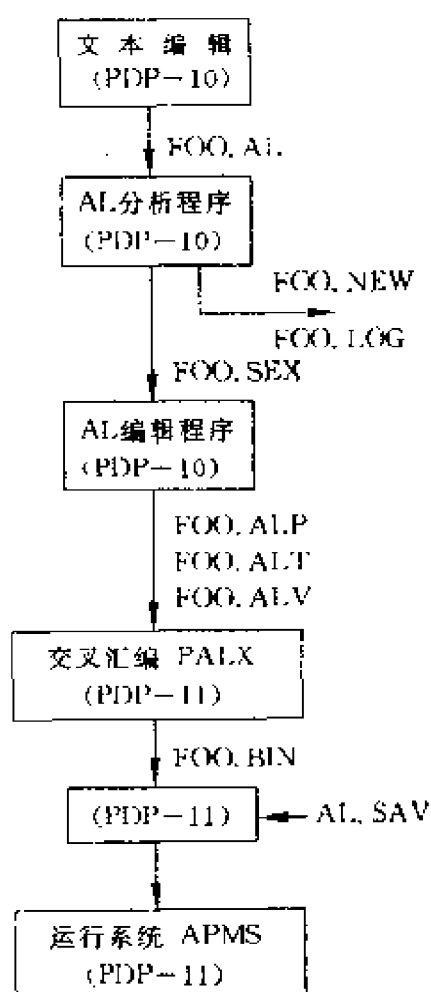 文本编辑
(PDP-10)
FOO. AL
AL分析程序
(PDP-10)
FOO. NEW
FOO. LOG
FOO. SEX
AL编辑程序
(PDP-10)
FOO. ALP
FOO. ALT
FOO. ALV
交叉汇编 PALX
(PDP-11)
FOO. BIN
(PDP-11)
AL. SAV
运行系统 APMS
(PDP-11)